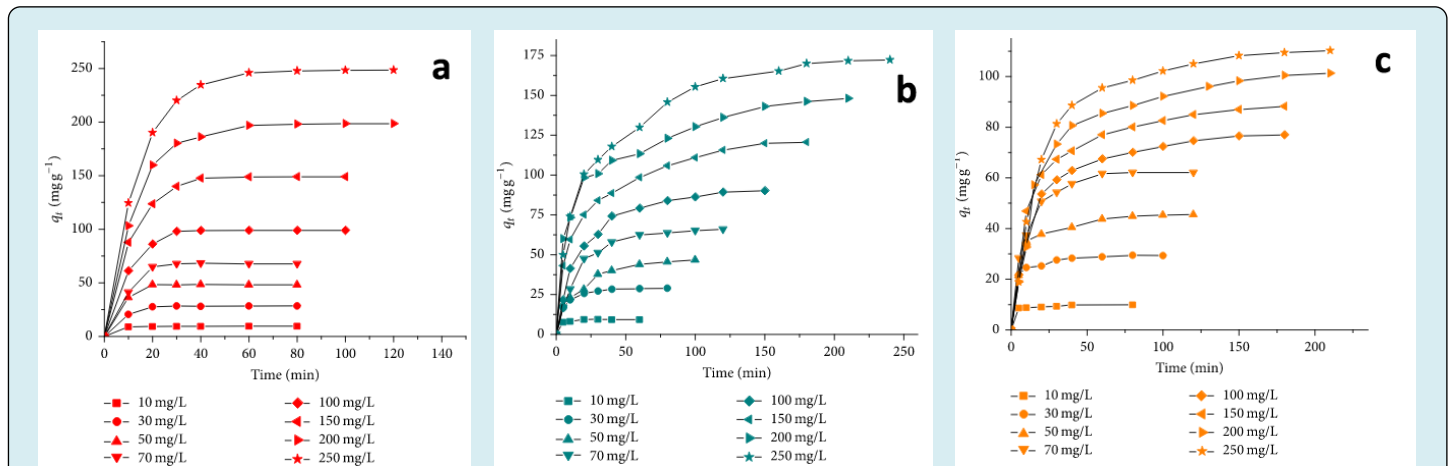 a
250
200
150
100
50
0
q_t (mg g⁻¹)
0 20 40 60 80 100 120 140
Time (min)
10 mg/L
30 mg/L
50 mg/L
70 mg/L
100 mg/L
150 mg/L
200 mg/L
250 mg/L
b
175
150
125
100
75
50
25
0
q_t (mg g⁻¹)
0 50 100 150 200 250
Time (min)
10 mg/L
30 mg/L
50 mg/L
70 mg/L
100 mg/L
150 mg/L
200 mg/L
250 mg/L
c
100
80
60
40
20
0
q_t (mg g⁻¹)
0 50 100 150 200
Time (min)
10 mg/L
30 mg/L
50 mg/L
70 mg/L
100 mg/L
150 mg/L
200 mg/L
250 mg/L